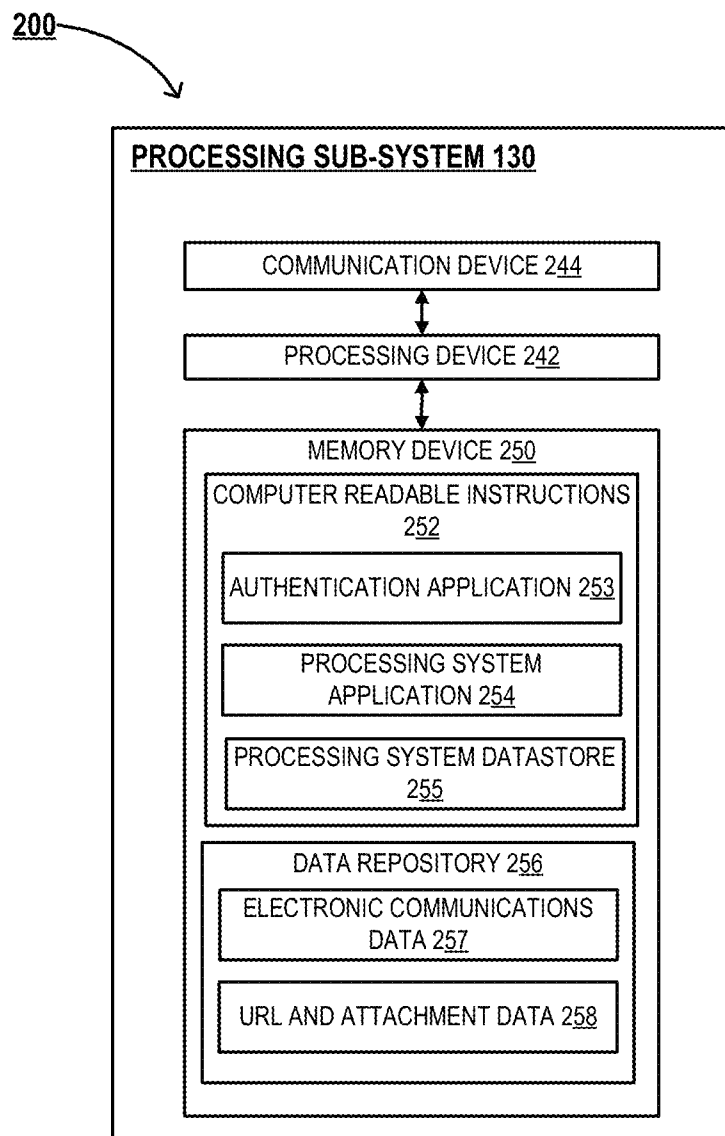 200
PROCESSING SUB-SYSTEM 130
COMMUNICATION DEVICE 244
PROCESSING DEVICE 242
MEMORY DEVICE 250
COMPUTER READABLE INSTRUCTIONS
252
AUTHENTICATION APPLICATION 253
PROCESSING SYSTEM
APPLICATION 254
PROCESSING SYSTEM DATASTORE
255
DATA REPOSITORY 256
ELECTRONIC COMMUNICATIONS
DATA 257
URL AND ATTACHMENT DATA 258